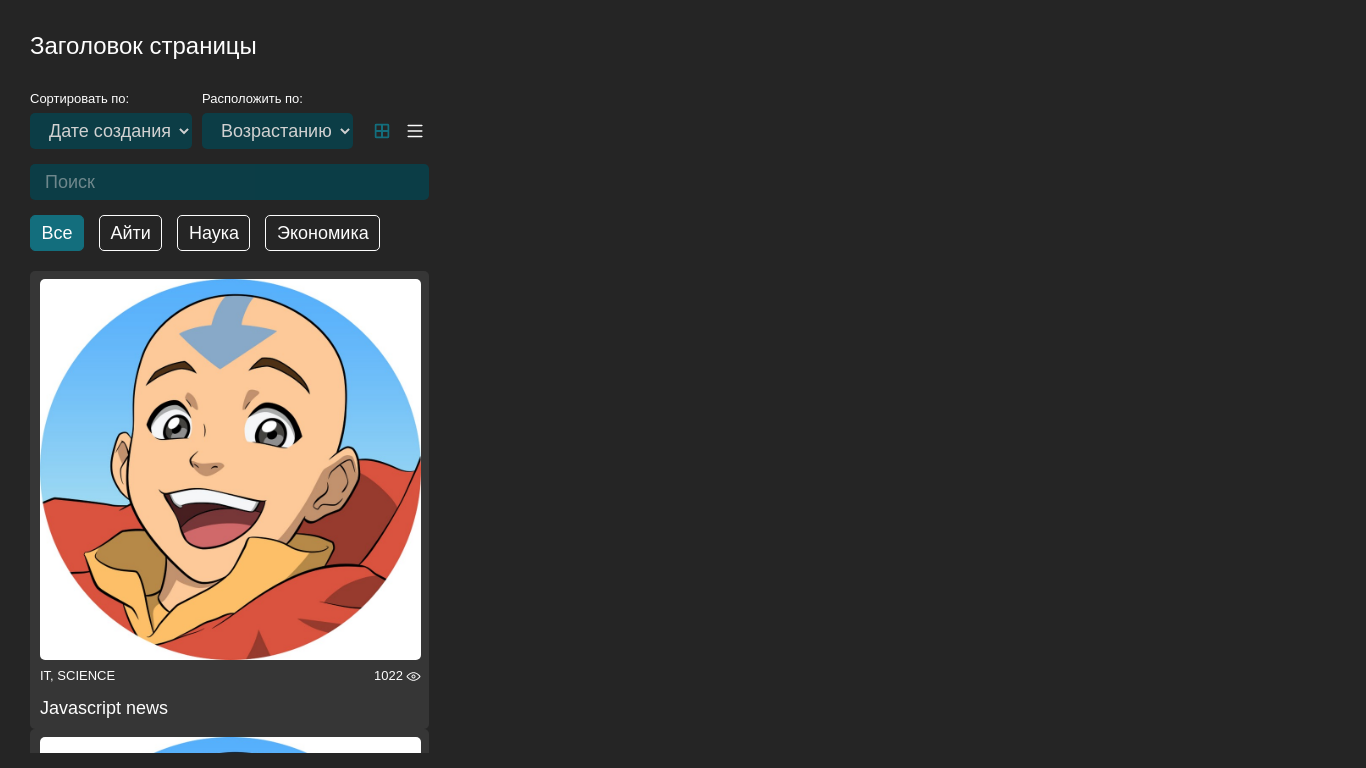 Заголовок страницы
Сортировать по: Расположить по:
Дате создания Возрастанию
Поиск
Все Айти Наука Экономика
IT, SCIENCE 1022
Javascript news